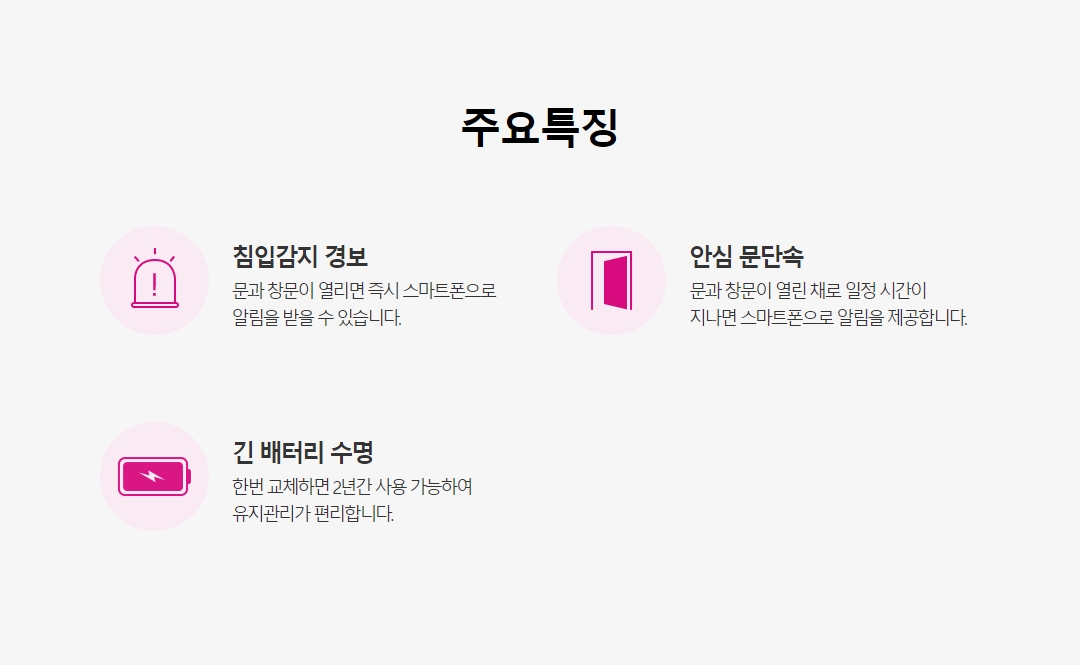 주요특징
침입감지 경보
문과 창문이 열리면 즉시 스마트폰으로
알림을 받을 수 있습니다.
안심 문단속
문과 창문이 열린 채로 일정 시간이
지나면 스마트폰으로 알림을 제공합니다.
긴 배터리 수명
한번 교체하면 2년간 사용 가능하여
유지관리가 편리합니다.